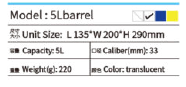 Model: 5Lbarrel
Unit Size: L 135*W 200*H 290mm
Capacity: 5L
Caliber(mm): 33
Weight(g): 220
Color: translucent